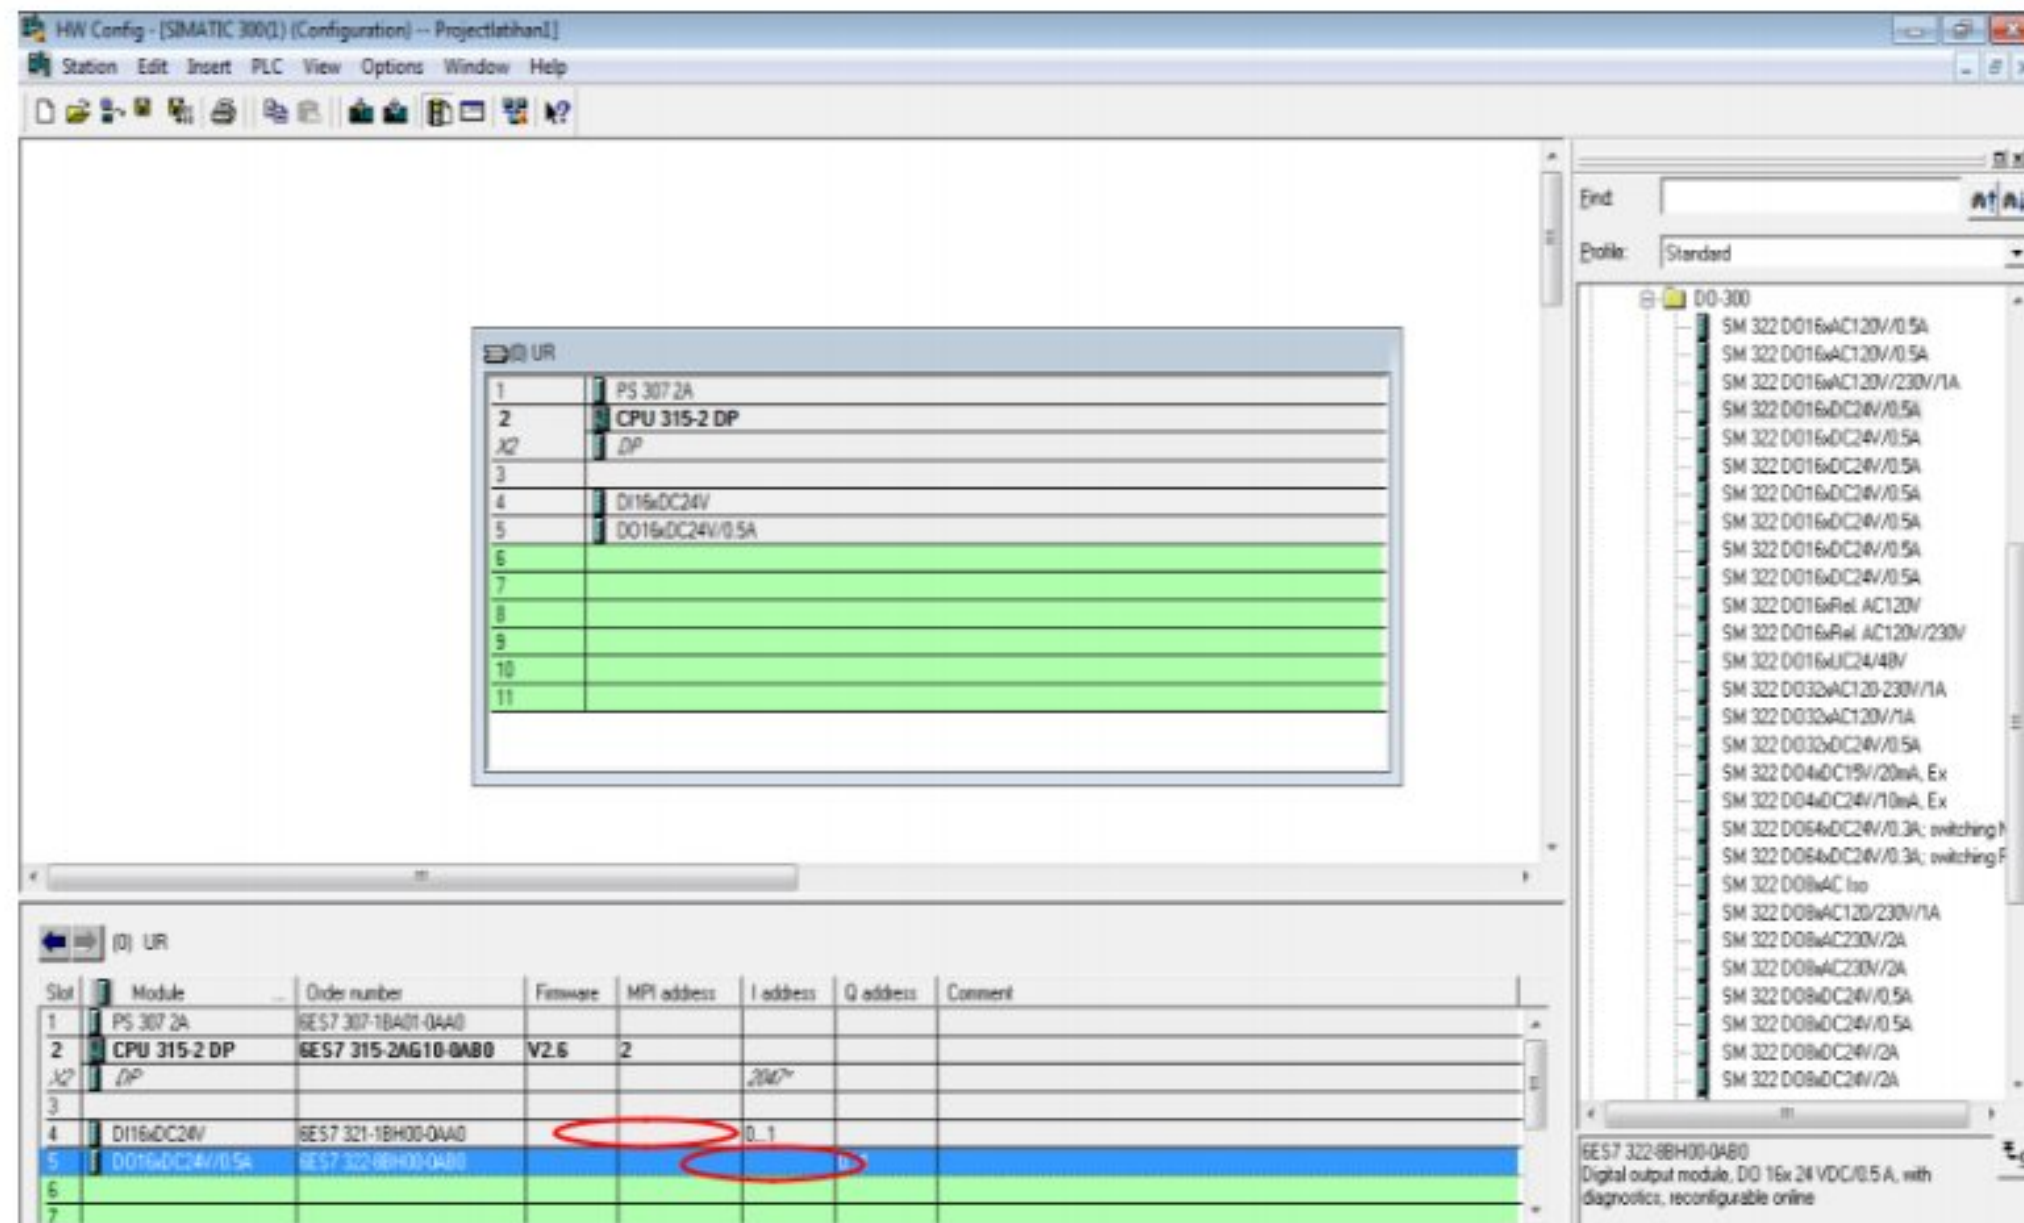 HW Config - [SIMATIC 300(1) (Configuration) -- Projectlatihan1]
Station Edit Insert PLC View Options Window Help
Find:
Profile: Standard
DO-300
SM 322 DO16xAC120V/0.5A
SM 322 DO16xAC120V/0.5A
SM 322 DO16xAC120V/230V/1A
SM 322 DO16xDC24V/0.5A
SM 322 DO16xDC24V/0.5A
SM 322 DO16xDC24V/0.5A
SM 322 DO16xDC24V/0.5A
SM 322 DO16xDC24V/0.5A
SM 322 DO16xDC24V/0.5A
SM 322 DO16xDC24V/0.5A
SM 322 DO16xRel. AC120V
SM 322 DO16xRel. AC120V/230V
SM 322 DO16xUC24/48V
SM 322 DO32xAC120-230V/1A
SM 322 DO32xAC120V/1A
SM 322 DO32xDC24V/0.5A
SM 322 DO4xDC15V/20mA, Ex
SM 322 DO4xDC24V/10mA, Ex
SM 322 DO64xDC24V/0.3A; switching
SM 322 DO64xDC24V/0.3A; switching
SM 322 DO8xAC Iso
SM 322 DO8xAC120/230V/1A
SM 322 DO8xAC230V/2A
SM 322 DO8xAC230V/2A
SM 322 DO8xDC24V/0,5A
SM 322 DO8xDC24V/0.5A
SM 322 DO8xDC24V/2A
SM 322 DO8xDC24V/2A
6ES7 322-8BH00-0AB0
Digital output module, DO 16x 24 VDC/0.5 A, with
diagnostics, reconfigurable online
(0) UR
1 PS 307 2A
2 CPU 315-2 DP
X2 DP
3
4 DI16xDC24V
5 DO16xDC24V/0.5A
6
7
8
9
10
11
(0) UR
Slot Module ... Order number Firmware MPI address I address Q address Comment
1 PS 307 2A 6ES7 307-1BA01-0AA0
2 CPU 315-2 DP 6ES7 315-2AG10-0AB0 V2.6 2
X2 DP 2047*
3
4 DI16xDC24V 6ES7 321-1BH00-0AA0 0...1
5 DO16xDC24V/0.5A 6ES7 322-8BH00-0AB0
6
7